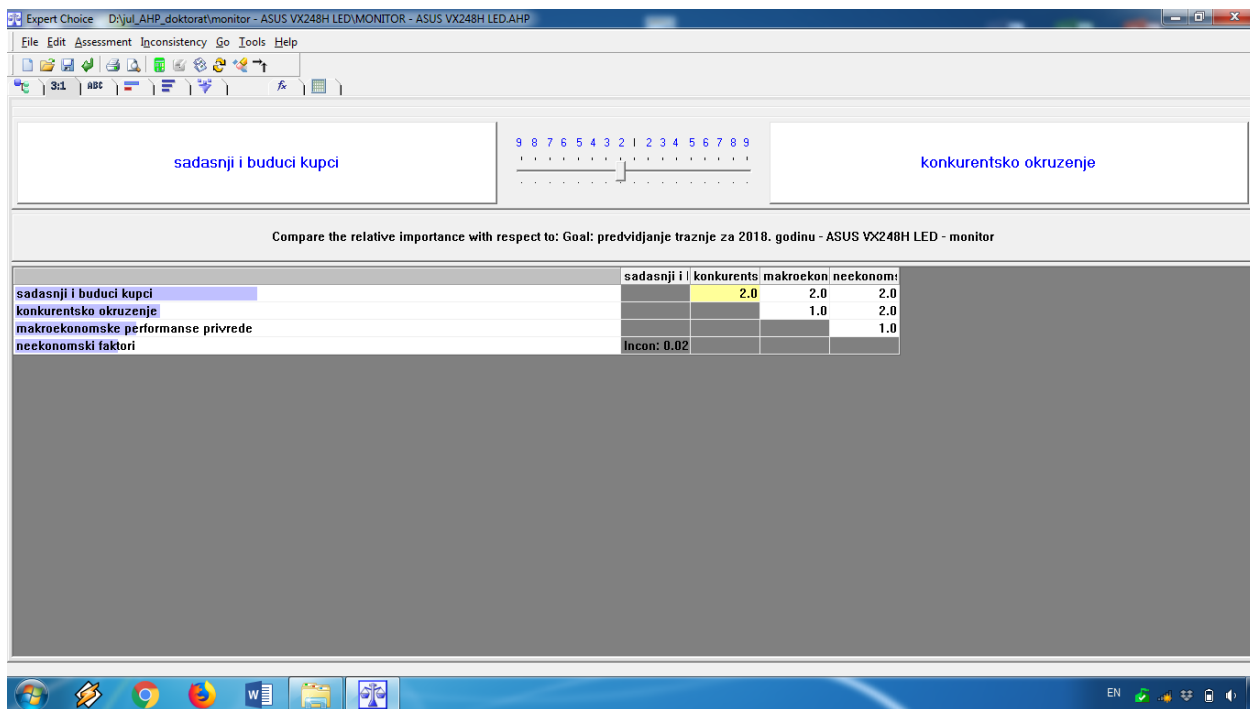 Expert Choice D:\jul_AHP_doktorat\monitor - ASUS VX248H LED\MONITOR - ASUS VX248H LED.AHP
File Edit Assessment Inconsistency Go Tools Help
3:1 ABC fx
9 8 7 6 5 4 3 2 1 2 3 4 5 6 7 8 9
sadasnji i buduci kupci konkurentsko okruzenje
Compare the relative importance with respect to: Goal: predvidjanje traznje za 2018. godinu - ASUS VX248H LED - monitor
sadasnji i konkurents makroekon neekonom
sadasnji i buduci kupci 2.0 2.0 2.0
konkurentsko okruzenje 1.0 2.0
makroekonomske performanse privrede 1.0
neekonomski faktori Incon: 0.02
EN